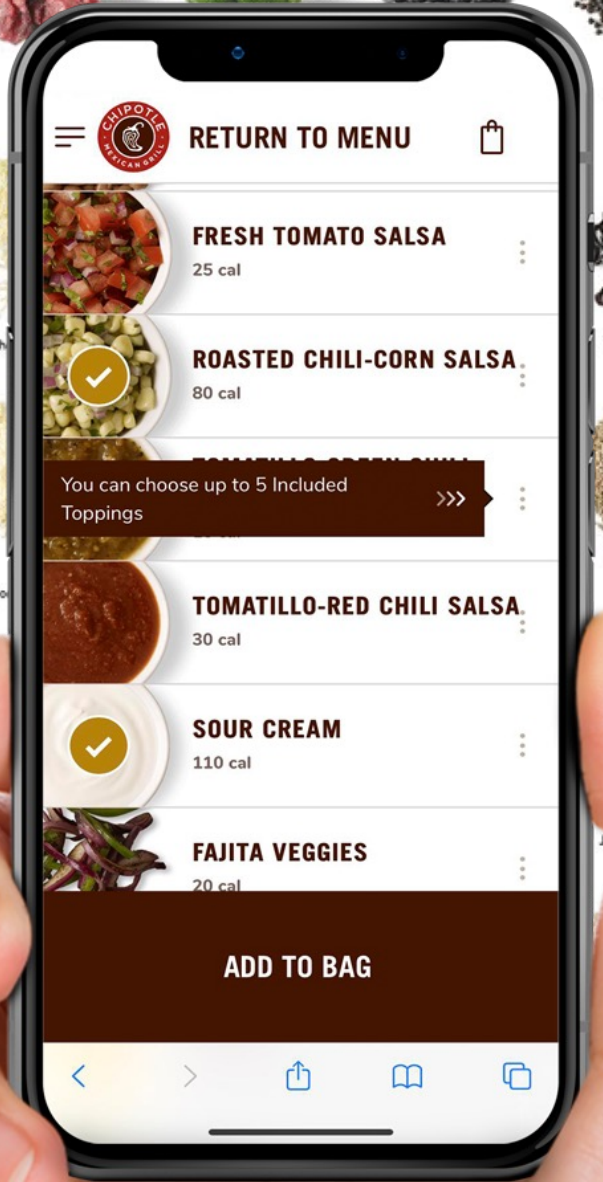 CHIPOTLE
MEXICAN GRILL
RETURN TO MENU
FRESH TOMATO SALSA
25 cal
ROASTED CHILI-CORN SALSA
80 cal
You can choose up to 5 Included
Toppings
>>>
TOMATILLO-RED CHILI SALSA
30 cal
SOUR CREAM
110 cal
FAJITA VEGGIES
20 cal
ADD TO BAG